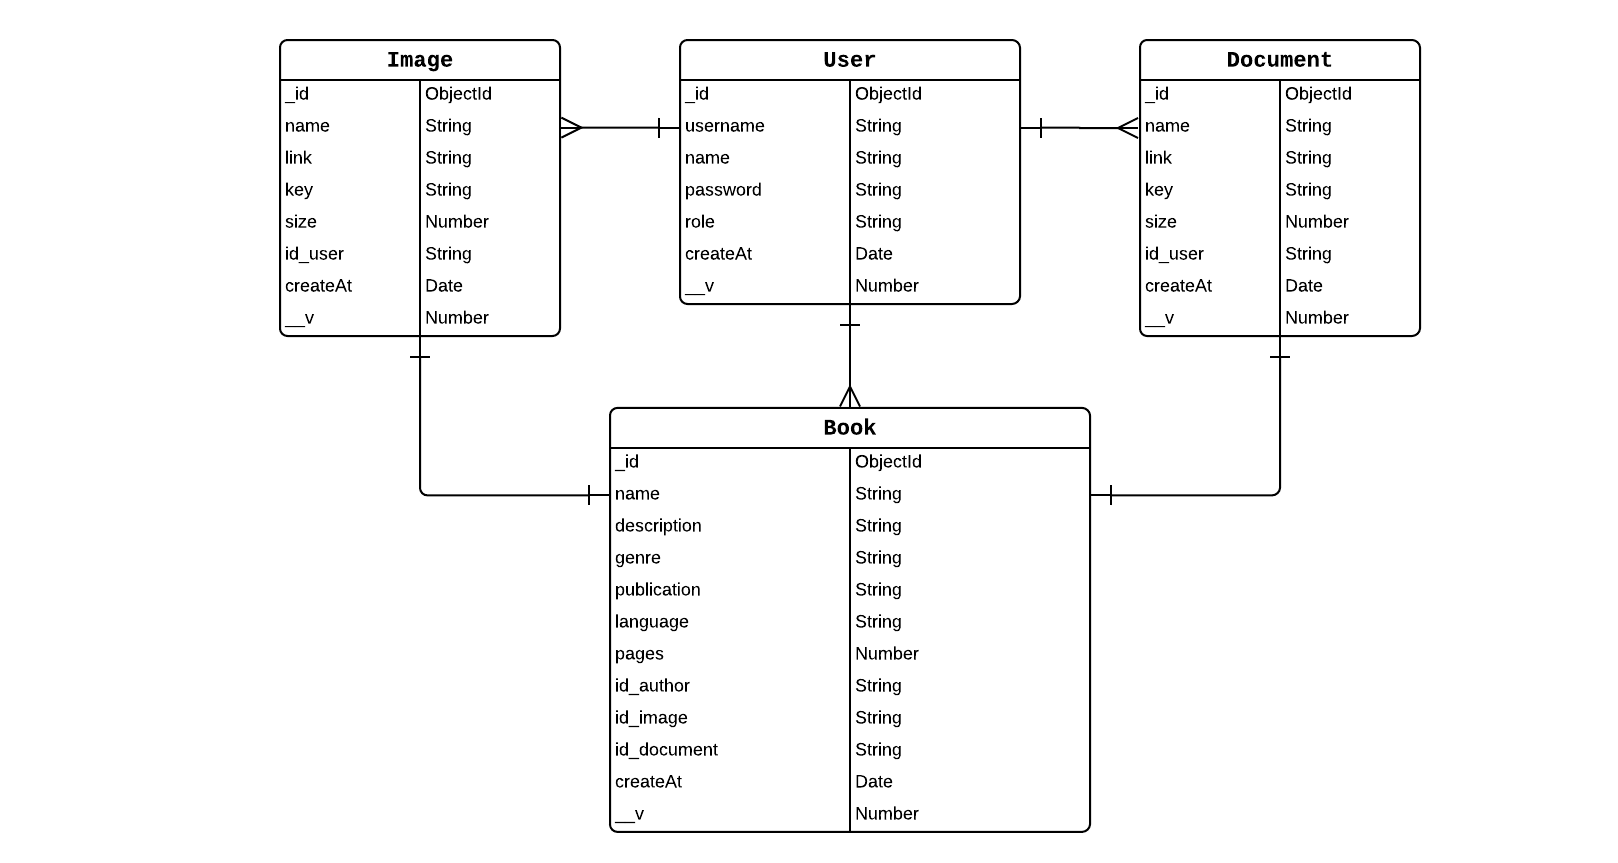 Image
_id ObjectId
name String
link String
key String
size Number
id_user String
createAt Date
__v Number
User
_id ObjectId
username String
name String
password String
role String
createAt Date
__v Number
Document
_id ObjectId
name String
link String
key String
size Number
id_user String
createAt Date
__v Number
Book
_id ObjectId
name String
description String
genre String
publication String
language String
pages Number
id_author String
id_image String
id_document String
createAt Date
__v Number